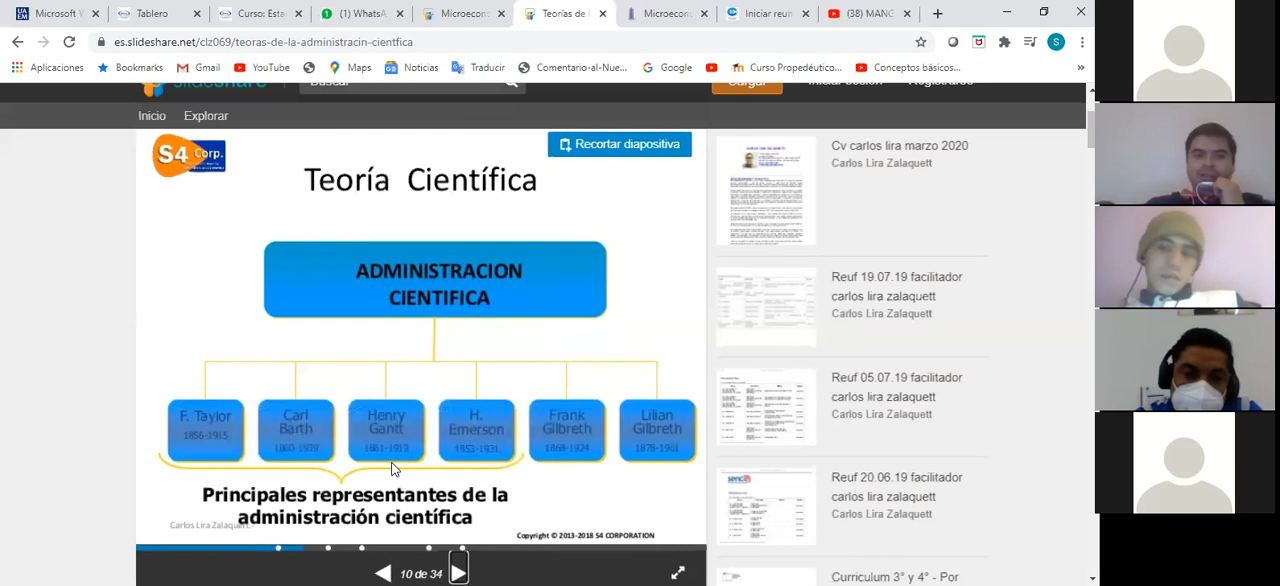 Microsoft W
Tablero
Curso: Esta
(1) WhatsA
Microecon
Teorías de l
Microecon
Iniciar reun
(38) MANG
es.slideshare.net/clz069/teoras-de-la-administracin-cientfica
Aplicaciones
Bookmarks
Gmail
YouTube
Maps
Noticias
Traducir
Comentario-al-Nue...
Google
Curso Propedéutico...
Conceptos básicos...
»
S
Inicio
Explorar
S4 Corp.
Recortar diapositiva
Teoría Científica
ADMINISTRACION
CIENTIFICA
F. Taylor
1856-1915
Carl
Barth
1860-1939
Henry
Gantt
H.
Emerson
1853-1931
Frank
Gilbreth
1868-1924
Lilian
Gilbreth
Principales representantes de la
administración científica
Carlos Lira Zalaquett
Copyright © 2013-2018 S4 CORPORATION
10 de 34
Cv carlos lira marzo 2020
Carlos Lira Zalaquett
Reuf 19.07.19 facilitador
carlos lira zalaquett
Carlos Lira Zalaquett
Reuf 05.07.19 facilitador
carlos lira zalaquett
Carlos Lira Zalaquett
Reuf 20.06.19 facilitador
carlos lira zalaquett
Carlos Lira Zalaquett
Curriculum 3° y 4° - Por